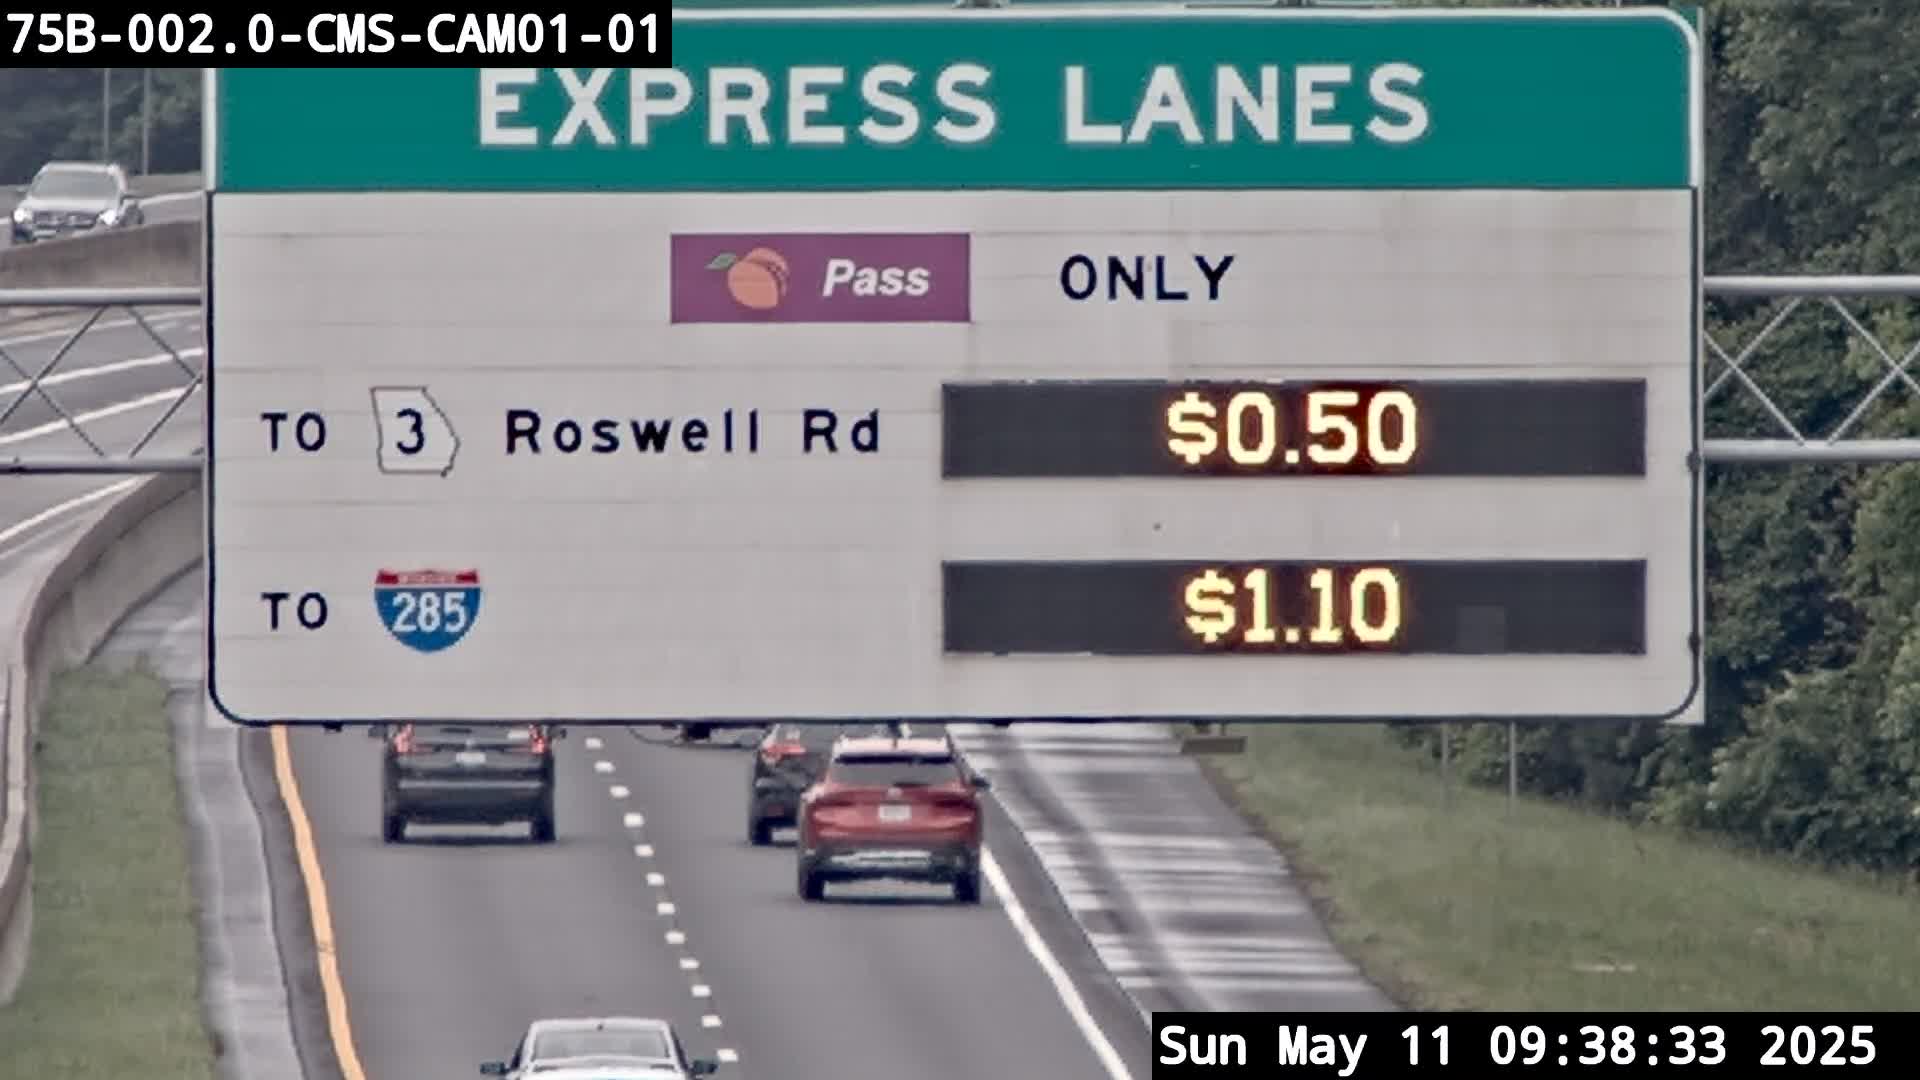 75B-002.0-CMS-CAM01-01
EXPRESS LANES
Pass ONLY
TO 3 Roswell Rd $0.50
TO 285 $1.10
Sun May 11 09:38:33 2025